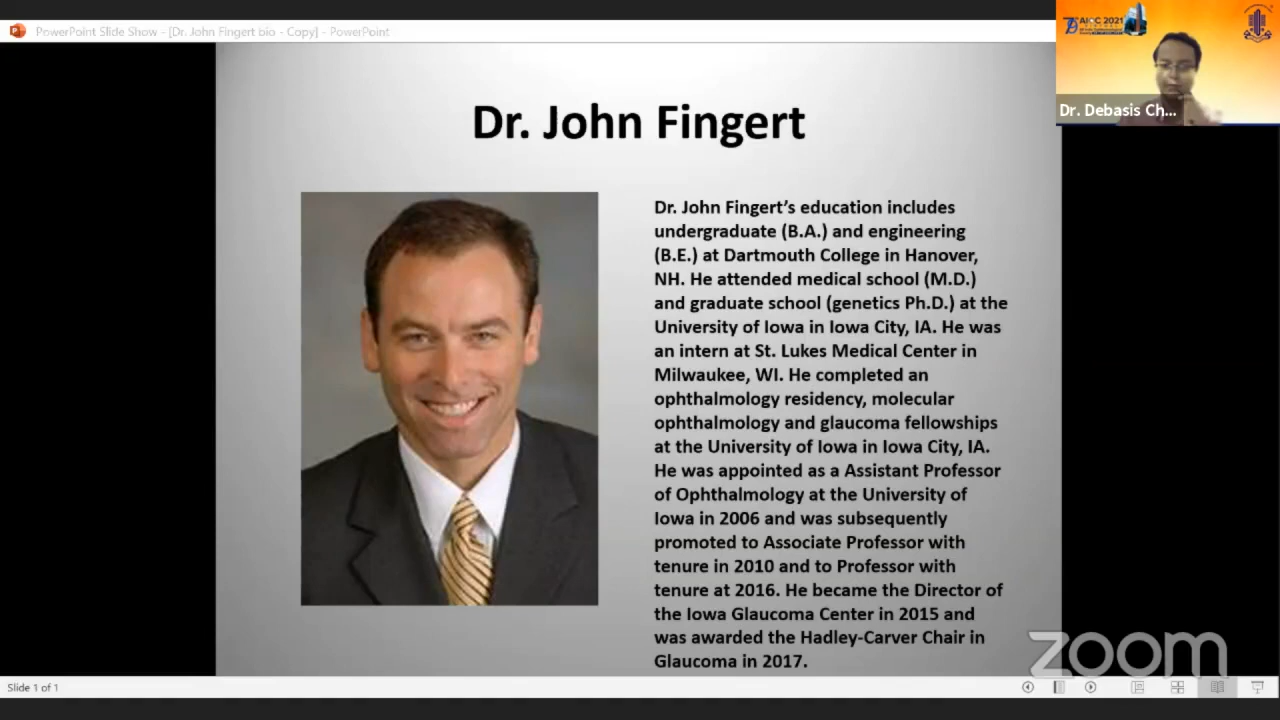 PowerPoint Slide Show - [Dr. John Fingert bio - Copy] - PowerPoint
AIOC 2021
Dr. Debasis Ch...
Dr. John Fingert
Dr. John Fingert’s education includes
undergraduate (B.A.) and engineering
(B.E.) at Dartmouth College in Hanover,
NH. He attended medical school (M.D.)
and graduate school (genetics Ph.D.) at the
University of Iowa in Iowa City, IA. He was
an intern at St. Lukes Medical Center in
Milwaukee, WI. He completed an
ophthalmology residency, molecular
ophthalmology and glaucoma fellowships
at the University of Iowa in Iowa City, IA.
He was appointed as a Assistant Professor
of Ophthalmology at the University of
Iowa in 2006 and was subsequently
promoted to Associate Professor with
tenure in 2010 and to Professor with
tenure at 2016. He became the Director of
the Iowa Glaucoma Center in 2015 and
was awarded the Hadley-Carver Chair in
Glaucoma in 2017.
zoom
Slide 1 of 1